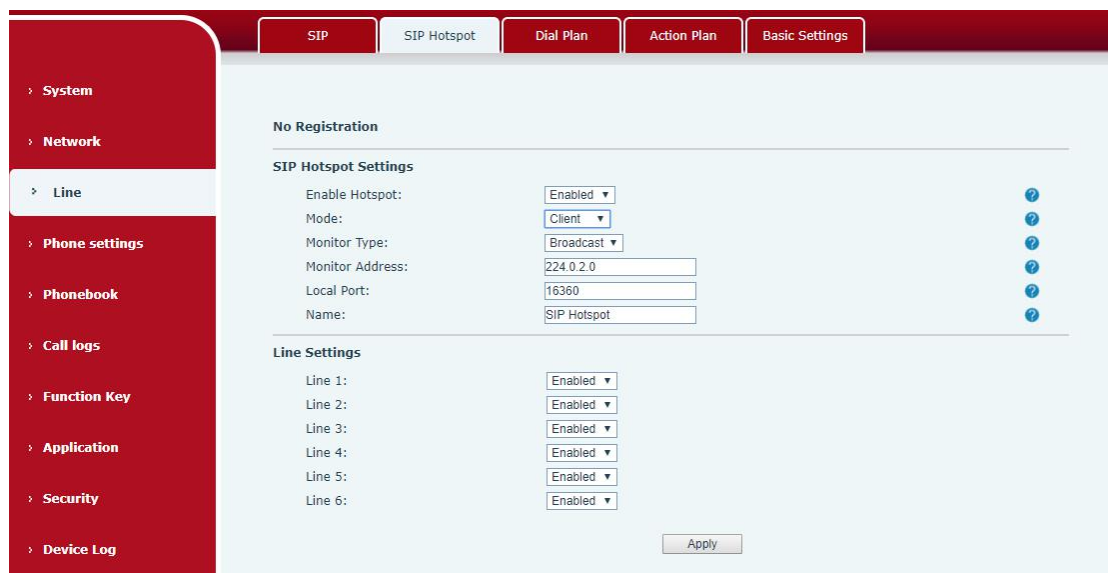 SIP
SIP Hotspot
Dial Plan
Action Plan
Basic Settings
System
Network
Line
Phone settings
Phonebook
Call logs
Function Key
Application
Security
Device Log
No Registration
SIP Hotspot Settings
Enable Hotspot: Enabled
Mode: Client
Monitor Type: Broadcast
Monitor Address: 224.0.2.0
Local Port: 16360
Name: SIP Hotspot
Line Settings
Line 1: Enabled
Line 2: Enabled
Line 3: Enabled
Line 4: Enabled
Line 5: Enabled
Line 6: Enabled
Apply